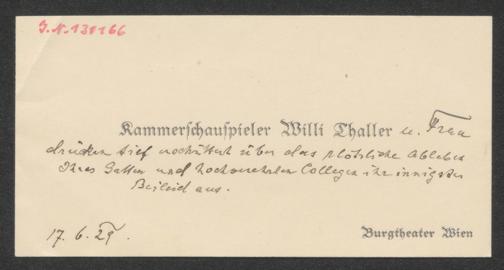 J.N. 131166
Kammerschauspieler Willi Thaller u. Frau
drücken tief erschüttert über das plötzliche Ableben
Ihres Gatten und hochverehrten Collegen ihr innigstes
Beileid aus.
17. 6. 29.
Burgtheater Wien